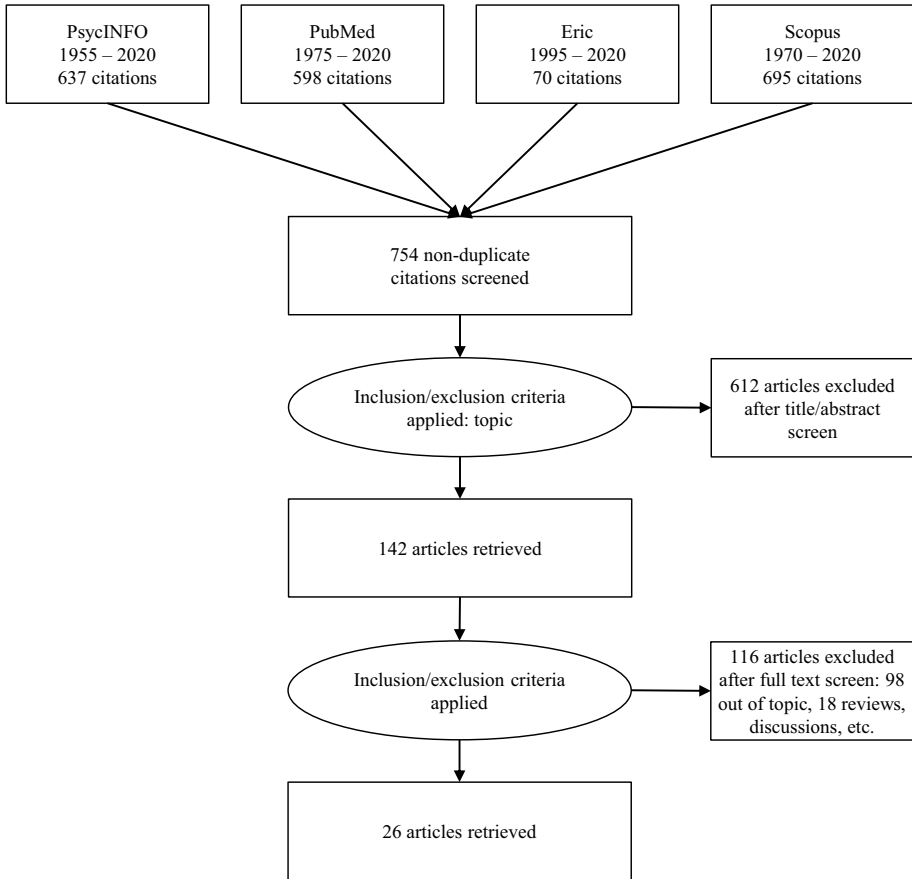 PsycINFO
1955 – 2020
637 citations
PubMed
1975 – 2020
598 citations
Eric
1995 – 2020
70 citations
Scopus
1970 – 2020
695 citations
754 non-duplicate
citations screened
Inclusion/exclusion criteria
applied: topic
612 articles excluded
after title/abstract
screen
142 articles retrieved
Inclusion/exclusion criteria
applied
116 articles excluded
after full text screen: 98
out of topic, 18 reviews,
discussions, etc.
26 articles retrieved